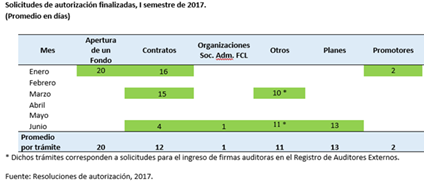 Solicitudes de autorización finalizadas, I semestre de 2017.
(Promedio en días)
Mes Apertura de un Fondo Contratos Organizaciones Soc. Adm. FCL Otros Planes Promotores
Enero 20 16 2
Febrero
Marzo 15 10 *
Abril
Mayo
Junio 4 1 11 * 13
Promedio por trámite 20 12 1 11 13 2
* Dichos trámites corresponden a solicitudes para el ingreso de firmas auditoras en el Registro de Auditores Externos.
Fuente: Resoluciones de autorización, 2017.